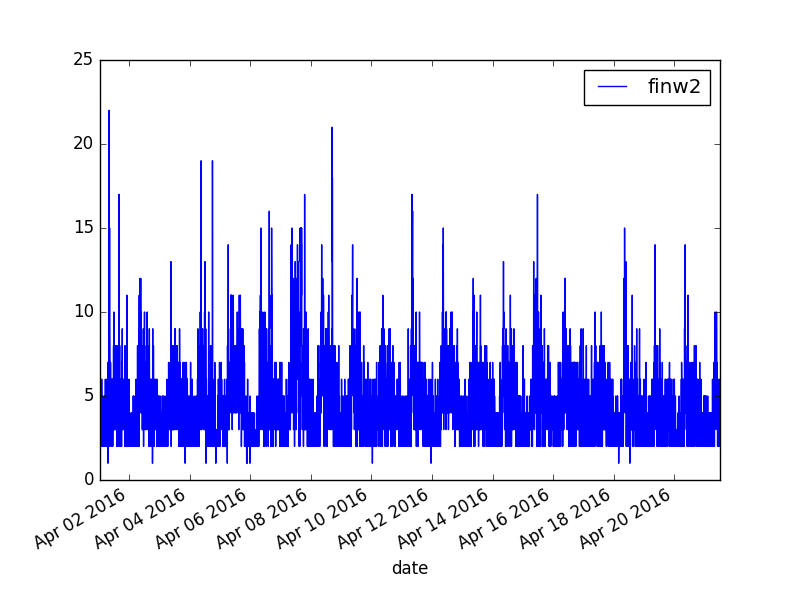 25
finw2
20
15
10
5
0
Apr 02 2016
Apr 04 2016
Apr 06 2016
Apr 08 2016
Apr 10 2016
Apr 12 2016
Apr 14 2016
Apr 16 2016
Apr 18 2016
Apr 20 2016
date